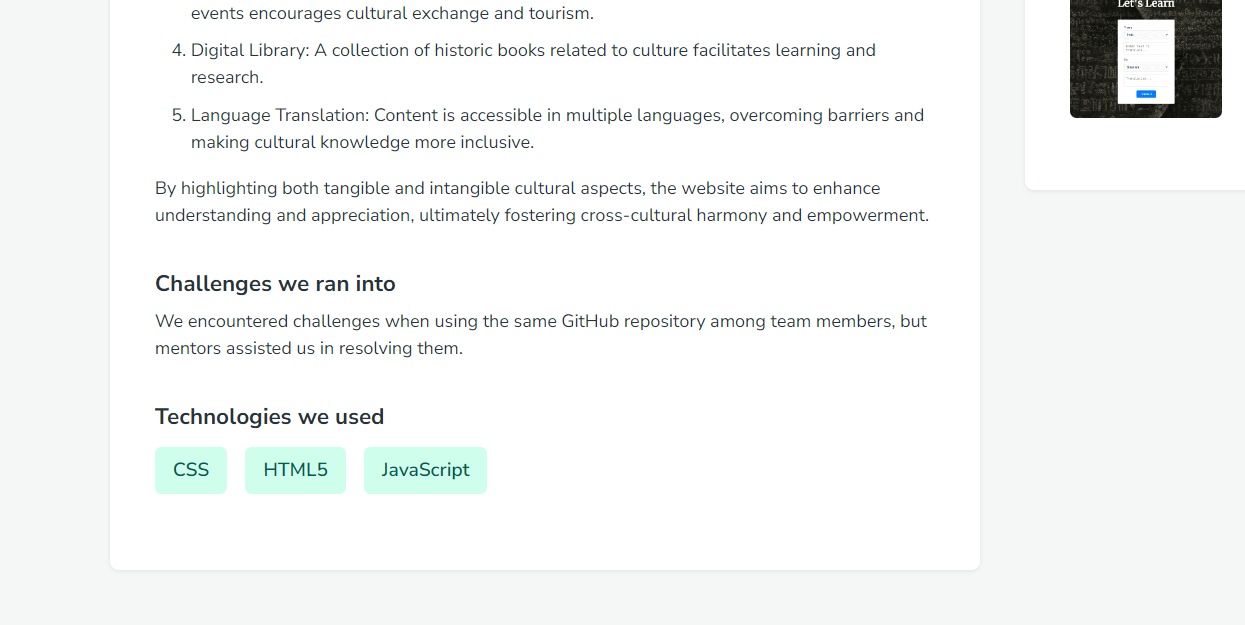 events encourages cultural exchange and tourism.
4. Digital Library: A collection of historic books related to culture facilitates learning and
research.
5. Language Translation: Content is accessible in multiple languages, overcoming barriers and
making cultural knowledge more inclusive.
By highlighting both tangible and intangible cultural aspects, the website aims to enhance
understanding and appreciation, ultimately fostering cross-cultural harmony and empowerment.
Challenges we ran into
We encountered challenges when using the same GitHub repository among team members, but
mentors assisted us in resolving them.
Technologies we used
CSS HTML5 JavaScript
Let's Learn